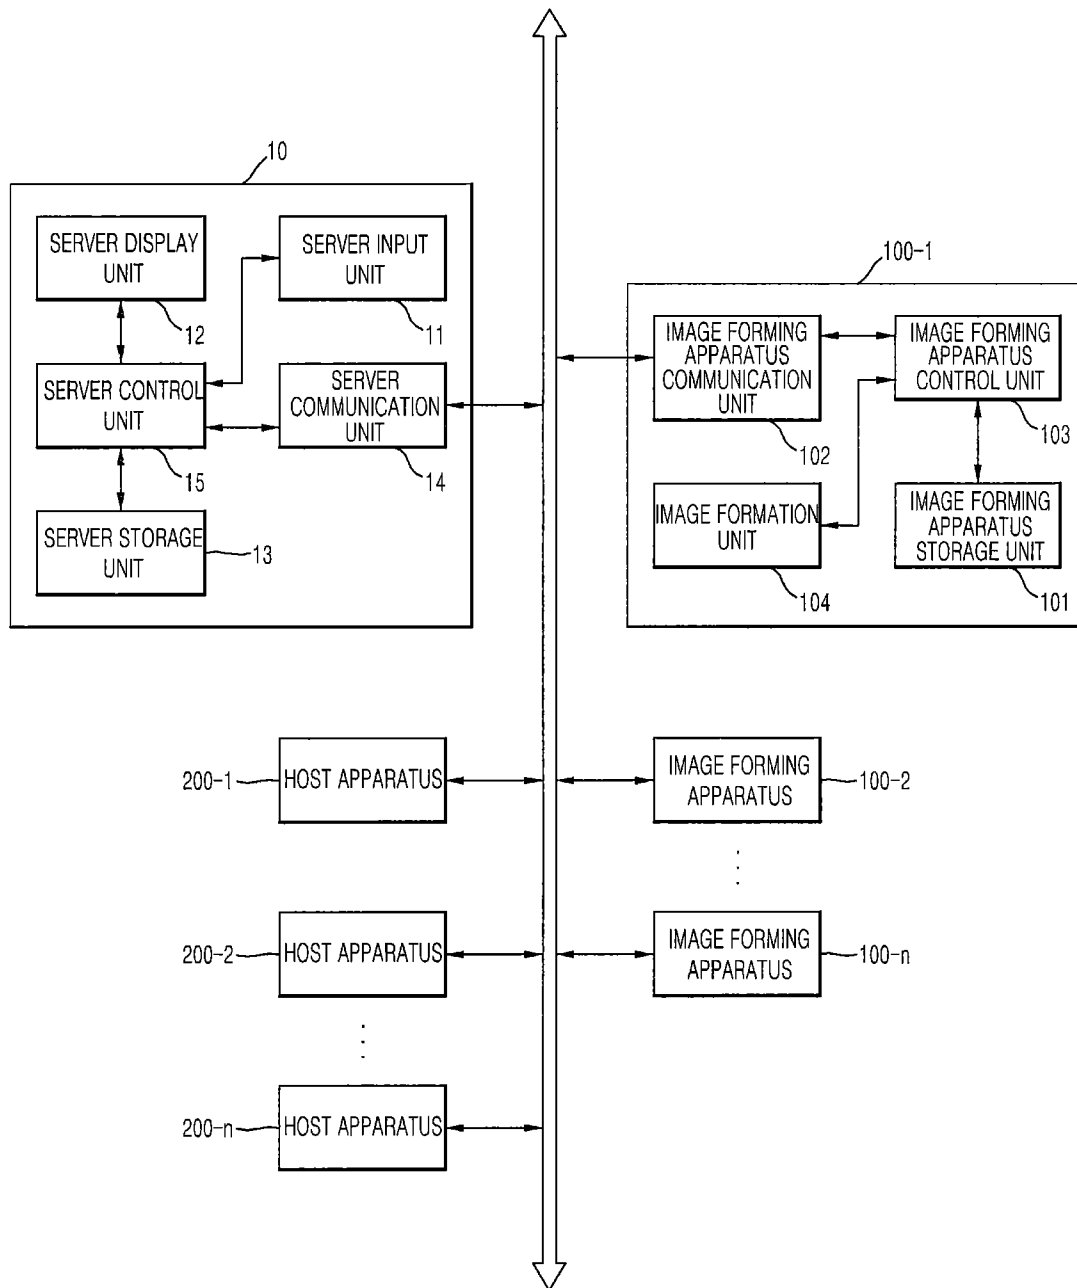 10
SERVER DISPLAY
UNIT
12
SERVER INPUT
UNIT
11
SERVER CONTROL
UNIT
15
SERVER
COMMUNICATION
UNIT
14
SERVER STORAGE
UNIT
13
100-1
IMAGE FORMING
APPARATUS
COMMUNICATION
UNIT
102
IMAGE FORMING
APPARATUS
CONTROL UNIT
103
IMAGE FORMATION
UNIT
104
IMAGE FORMING
APPARATUS
STORAGE UNIT
101
200-1
HOST APPARATUS
IMAGE FORMING
APPARATUS
100-2
200-2
HOST APPARATUS
IMAGE FORMING
APPARATUS
100-n
200-n
HOST APPARATUS